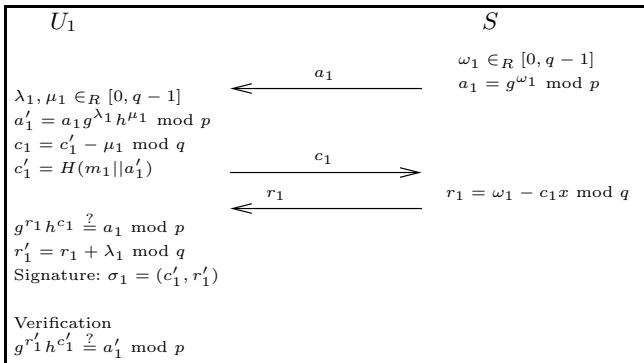 U₁ S
ω₁ ∈_R [0, q − 1]
a₁
a₁ = g^{ω₁} mod p
λ₁, μ₁ ∈_R [0, q − 1]
a′₁ = a₁g^{λ₁}h^{μ₁} mod p
c₁ = c′₁ − μ₁ mod q
c₁
c′₁ = H(m₁||a′₁)
r₁
r₁ = ω₁ − c₁x mod q
g^{r₁}h^{c₁} ≟ a₁ mod p
r′₁ = r₁ + λ₁ mod q
Signature: σ₁ = (c′₁, r′₁)
Verification
g^{r′₁}h^{c′₁} ≟ a′₁ mod p